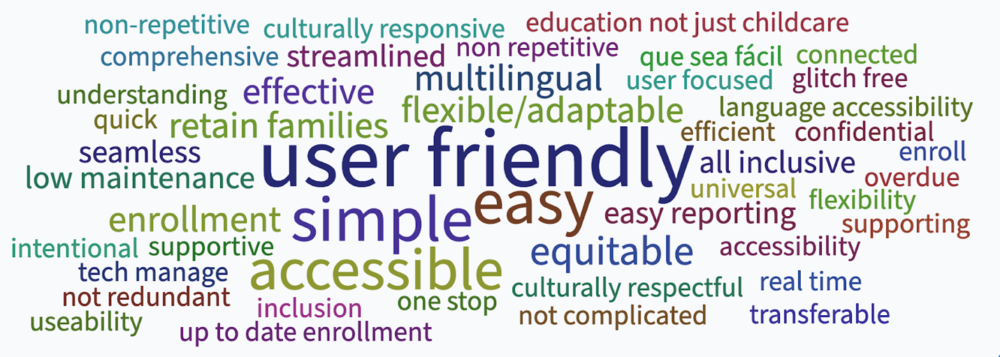 non-repetitive
culturally responsive
education not just childcare
comprehensive
streamlined
non repetitive
que sea fácil
connected
understanding
effective
multilingual
user focused
glitch free
quick
retain families
flexible/adaptable
language accessibility
seamless
user friendly
efficient
confidential
low maintenance
all inclusive
enroll
overdue
universal
flexibility
enrollment
simple
easy
easy reporting
supporting
intentional
supportive
accessible
equitable
accessibility
tech manage
culturally respectful
real time
not redundant
inclusion
one stop
not complicated
transferable
useability
up to date enrollment